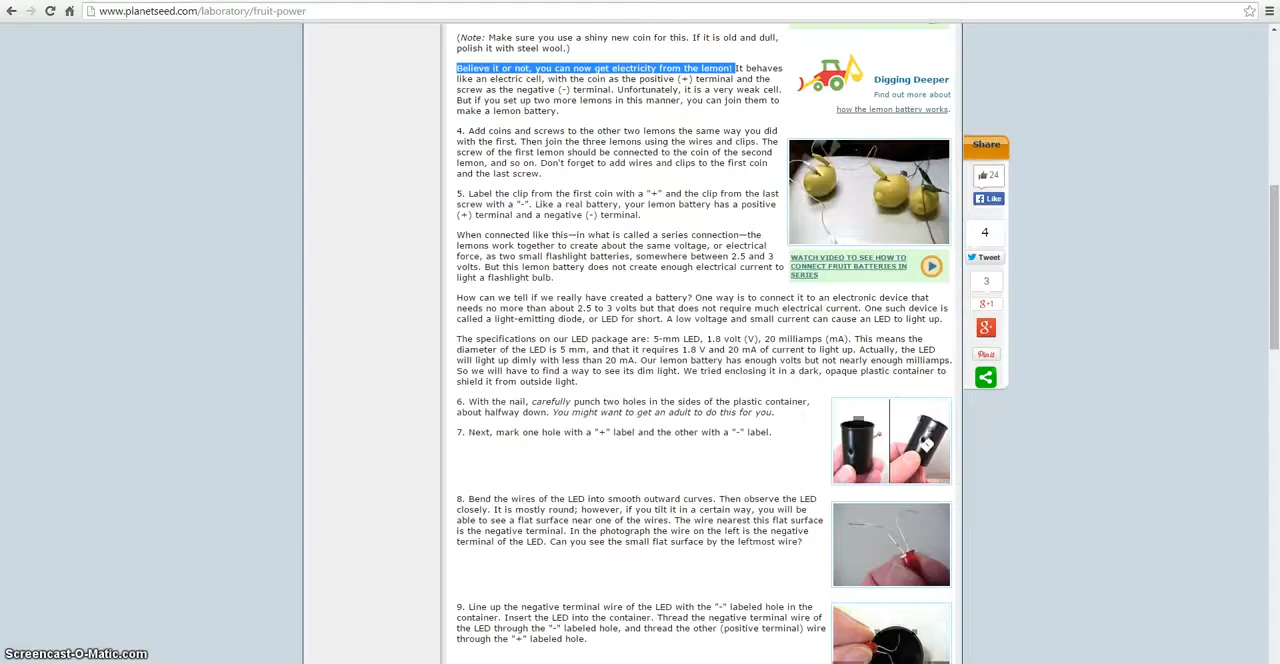 www.planetseed.com/laboratory/fruit-power
(Note: Make sure you use a shiny new coin for this. If it is old and dull,
polish it with steel wool.)
Believe it or not, you can now get electricity from the lemon! It behaves
like an electric cell, with the coin as the positive (+) terminal and the
screw as the negative (-) terminal. Unfortunately, it is a very weak cell.
But if you set up two more lemons in this manner, you can join them to
make a lemon battery.
Digging Deeper
Find out more about
how the lemon battery works.
4. Add coins and screws to the other two lemons the same way you did
with the first. Then join the three lemons using the wires and clips. The
screw of the first lemon should be connected to the coin of the second
lemon, and so on. Don't forget to add wires and clips to the first coin
and the last screw.
5. Label the clip from the first coin with a "+" and the clip from the last
screw with a "-". Like a real battery, your lemon battery has a positive
(+) terminal and a negative (-) terminal.
When connected like this—in what is called a series connection—the
lemons work together to create about the same voltage, or electrical
force, as two small flashlight batteries, somewhere between 2.5 and 3
volts. But this lemon battery does not create enough electrical current to
light a flashlight bulb.
WATCH VIDEO TO SEE HOW TO
CONNECT FRUIT BATTERIES IN
SERIES
How can we tell if we really have created a battery? One way is to connect it to an electronic device that
needs no more than about 2.5 to 3 volts but that does not require much electrical current. One such device is
called a light-emitting diode, or LED for short. A low voltage and small current can cause an LED to light up.
The specifications on our LED package are: 5-mm LED, 1.8 volt (V), 20 milliamps (mA). This means the
diameter of the LED is 5 mm, and that it requires 1.8 V and 20 mA of current to light up. Actually, the LED
will light up dimly with less than 20 mA. Our lemon battery has enough volts but not nearly enough milliamps.
So we will have to find a way to see its dim light. We tried enclosing it in a dark, opaque plastic container to
shield it from outside light.
6. With the nail, carefully punch two holes in the sides of the plastic container,
about halfway down. You might want to get an adult to do this for you.
7. Next, mark one hole with a "+" label and the other with a "-" label.
8. Bend the wires of the LED into smooth outward curves. Then observe the LED
closely. It is mostly round; however, if you tilt it in a certain way, you will be
able to see a flat surface near one of the wires. The wire nearest this flat surface
is the negative terminal. In the photograph the wire on the left is the negative
terminal of the LED. Can you see the small flat surface by the leftmost wire?
9. Line up the negative terminal wire of the LED with the "-" labeled hole in the
container. Insert the LED into the container. Thread the negative terminal wire of
the LED through the "-" labeled hole, and thread the other (positive terminal) wire
through the "+" labeled hole.
Share
24
Like
4
Tweet
3
g+1
g+
Pin it
Screencast-O-Matic.com